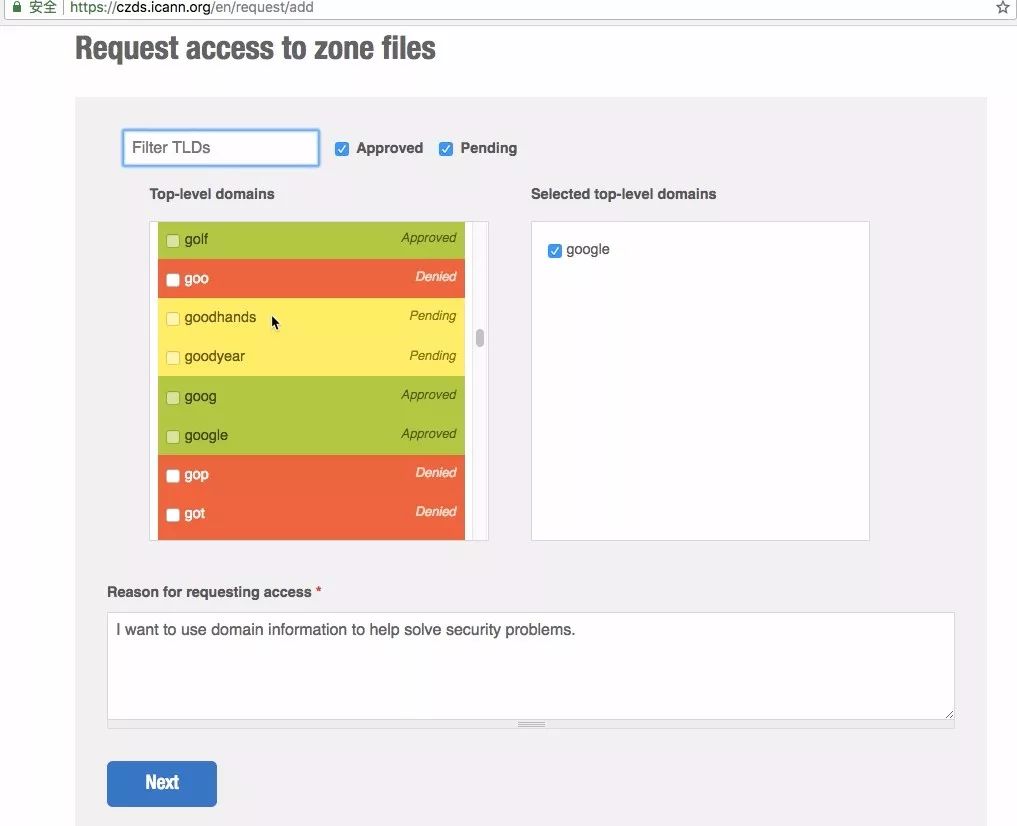 安全 https://czds.icann.org/en/request/add
Request access to zone files
Filter TLDs Approved Pending
Top-level domains Selected top-level domains
golf Approved
google
goo Denied
goodhands Pending
goodyear Pending
goog Approved
google Approved
gop Denied
got Denied
Reason for requesting access *
I want to use domain information to help solve security problems.
Next